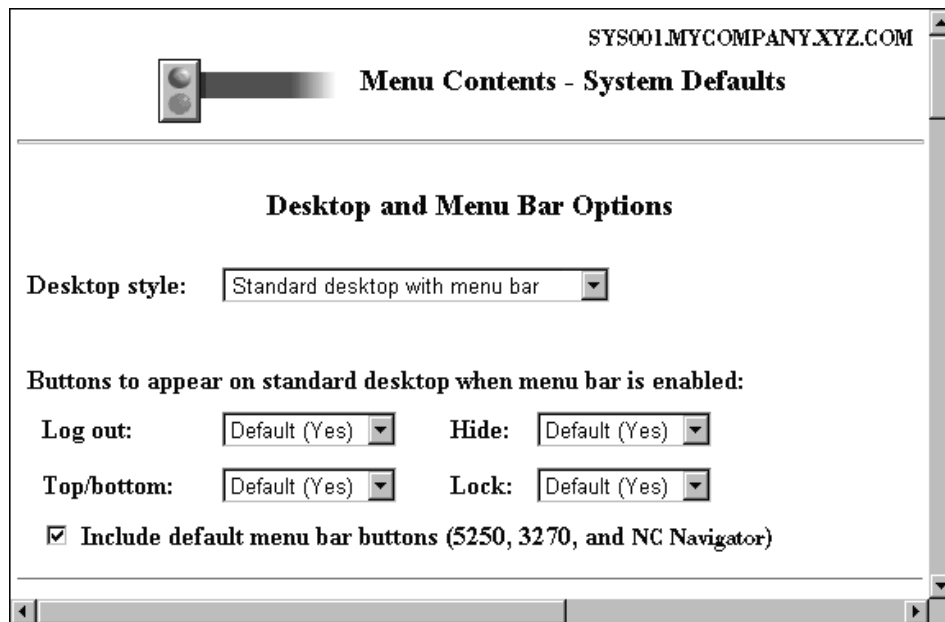 SYS001.MYCOMPANY.XYZ.COM
Menu Contents - System Defaults
Desktop and Menu Bar Options
Desktop style: Standard desktop with menu bar
Buttons to appear on standard desktop when menu bar is enabled:
Log out: Default (Yes) Hide: Default (Yes)
Top/bottom: Default (Yes) Lock: Default (Yes)
Include default menu bar buttons (5250, 3270, and NC Navigator)